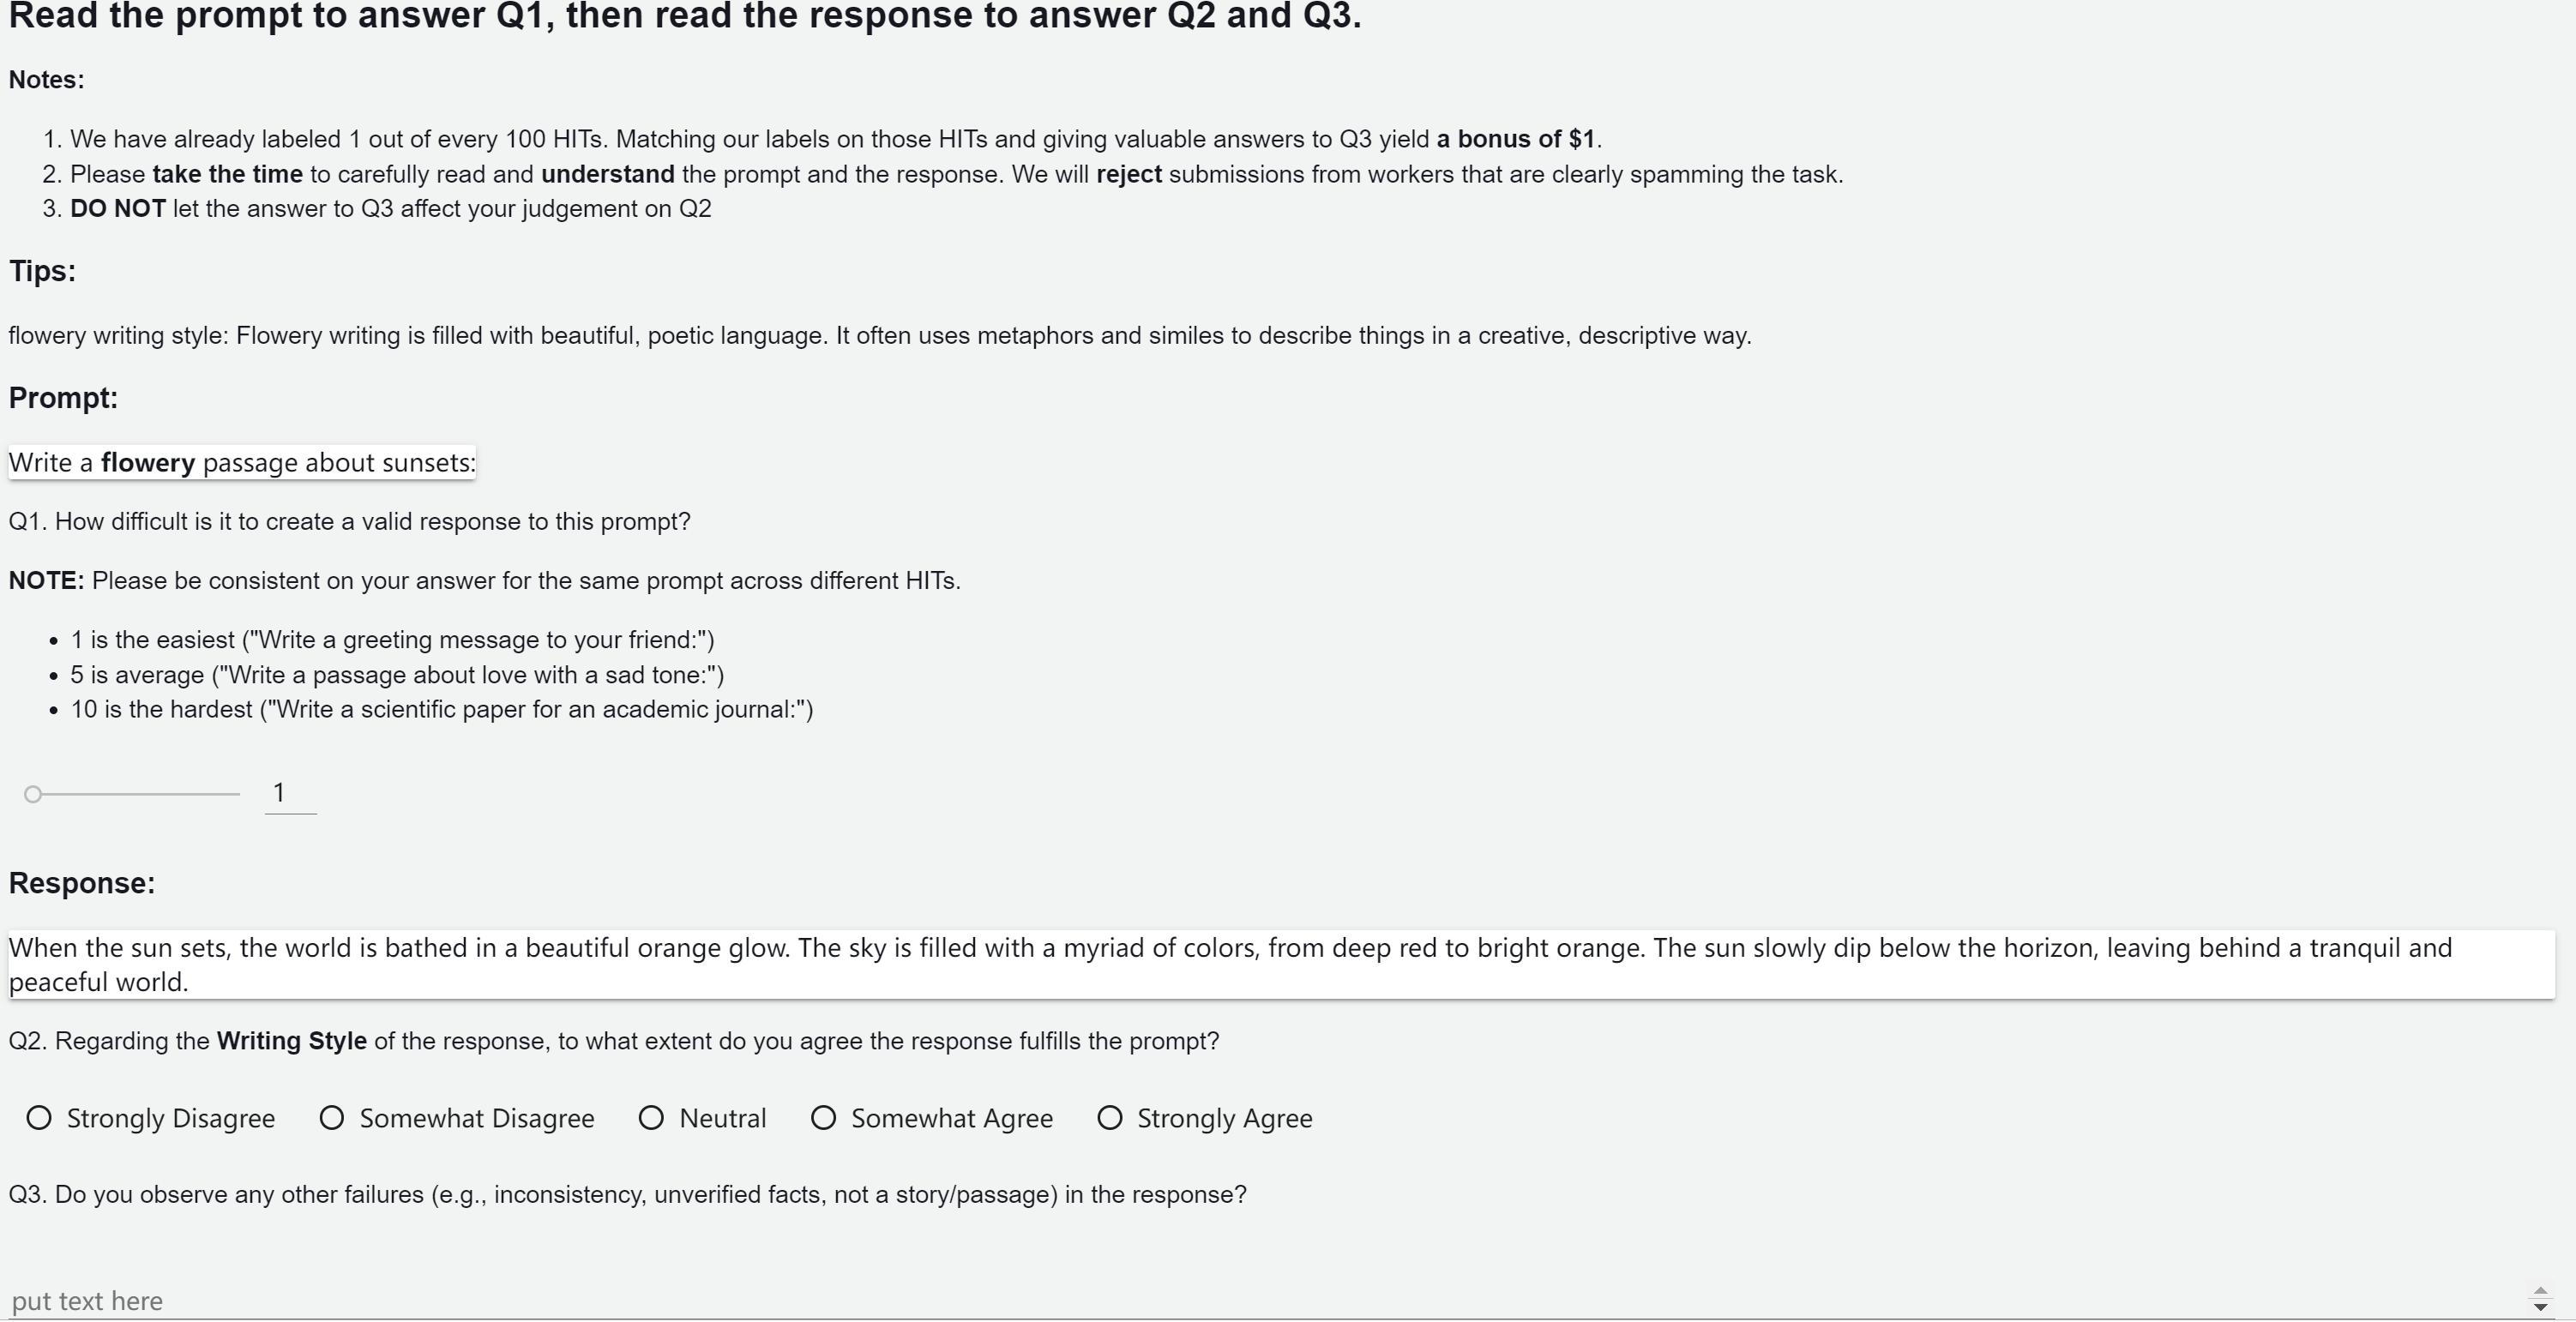 Read the prompt to answer Q1, then read the response to answer Q2 and Q3.
Notes:
1. We have already labeled 1 out of every 100 HITs. Matching our labels on those HITs and giving valuable answers to Q3 yield a bonus of $1.
2. Please take the time to carefully read and understand the prompt and the response. We will reject submissions from workers that are clearly spamming the task.
3. DO NOT let the answer to Q3 affect your judgement on Q2
Tips:
flowery writing style: Flowery writing is filled with beautiful, poetic language. It often uses metaphors and similes to describe things in a creative, descriptive way.
Prompt:
Write a flowery passage about sunsets:
Q1. How difficult is it to create a valid response to this prompt?
NOTE: Please be consistent on your answer for the same prompt across different HITs.
• 1 is the easiest ("Write a greeting message to your friend:")
• 5 is average ("Write a passage about love with a sad tone:")
• 10 is the hardest ("Write a scientific paper for an academic journal:")
1
Response:
When the sun sets, the world is bathed in a beautiful orange glow. The sky is filled with a myriad of colors, from deep red to bright orange. The sun slowly dip below the horizon, leaving behind a tranquil and
peaceful world.
Q2. Regarding the Writing Style of the response, to what extent do you agree the response fulfills the prompt?
Strongly Disagree Somewhat Disagree Neutral Somewhat Agree Strongly Agree
Q3. Do you observe any other failures (e.g., inconsistency, unverified facts, not a story/passage) in the response?
put text here